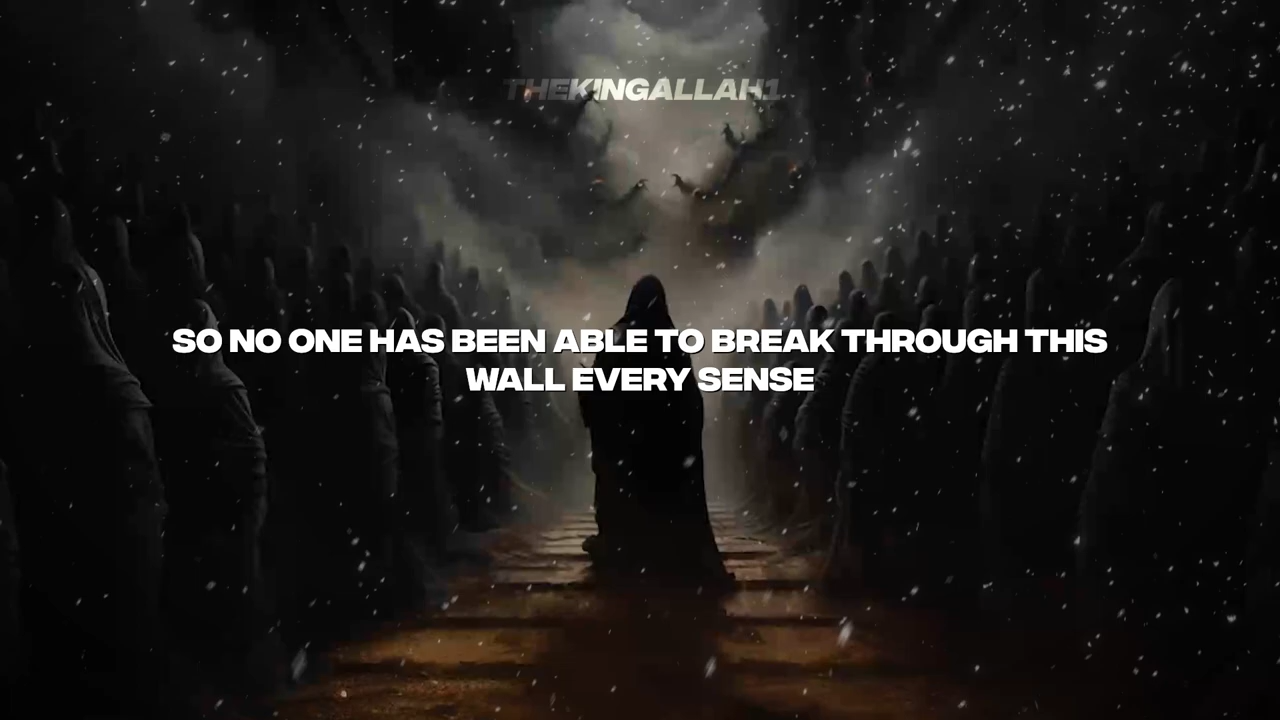 THEKINGALLAH1
SO NO ONE HAS BEEN ABLE TO BREAK THROUGH THIS
WALL EVERY SENSE